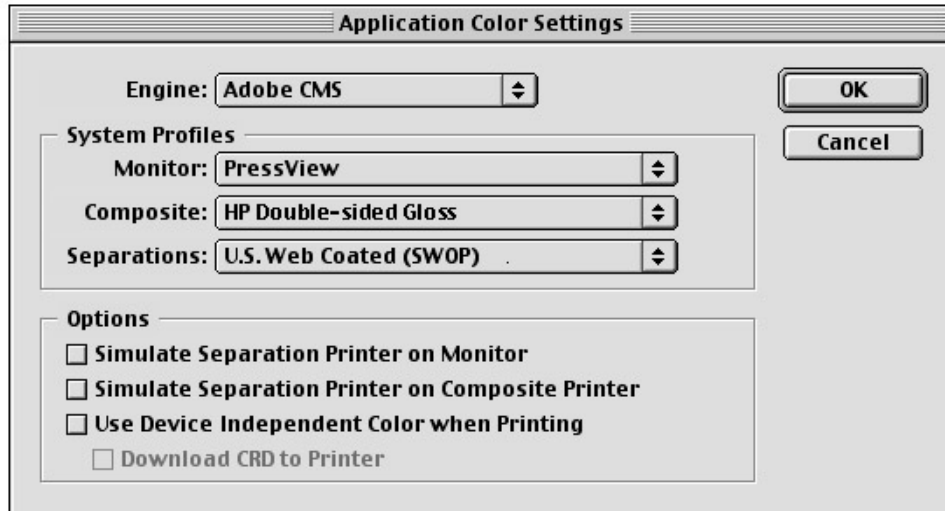 Application Color Settings
Engine: Adobe CMS
OK
System Profiles
Cancel
Monitor: PressView
Composite: HP Double-sided Gloss
Separations: U.S. Web Coated (SWOP)
Options
Simulate Separation Printer on Monitor
Simulate Separation Printer on Composite Printer
Use Device Independent Color when Printing
Download CRD to Printer